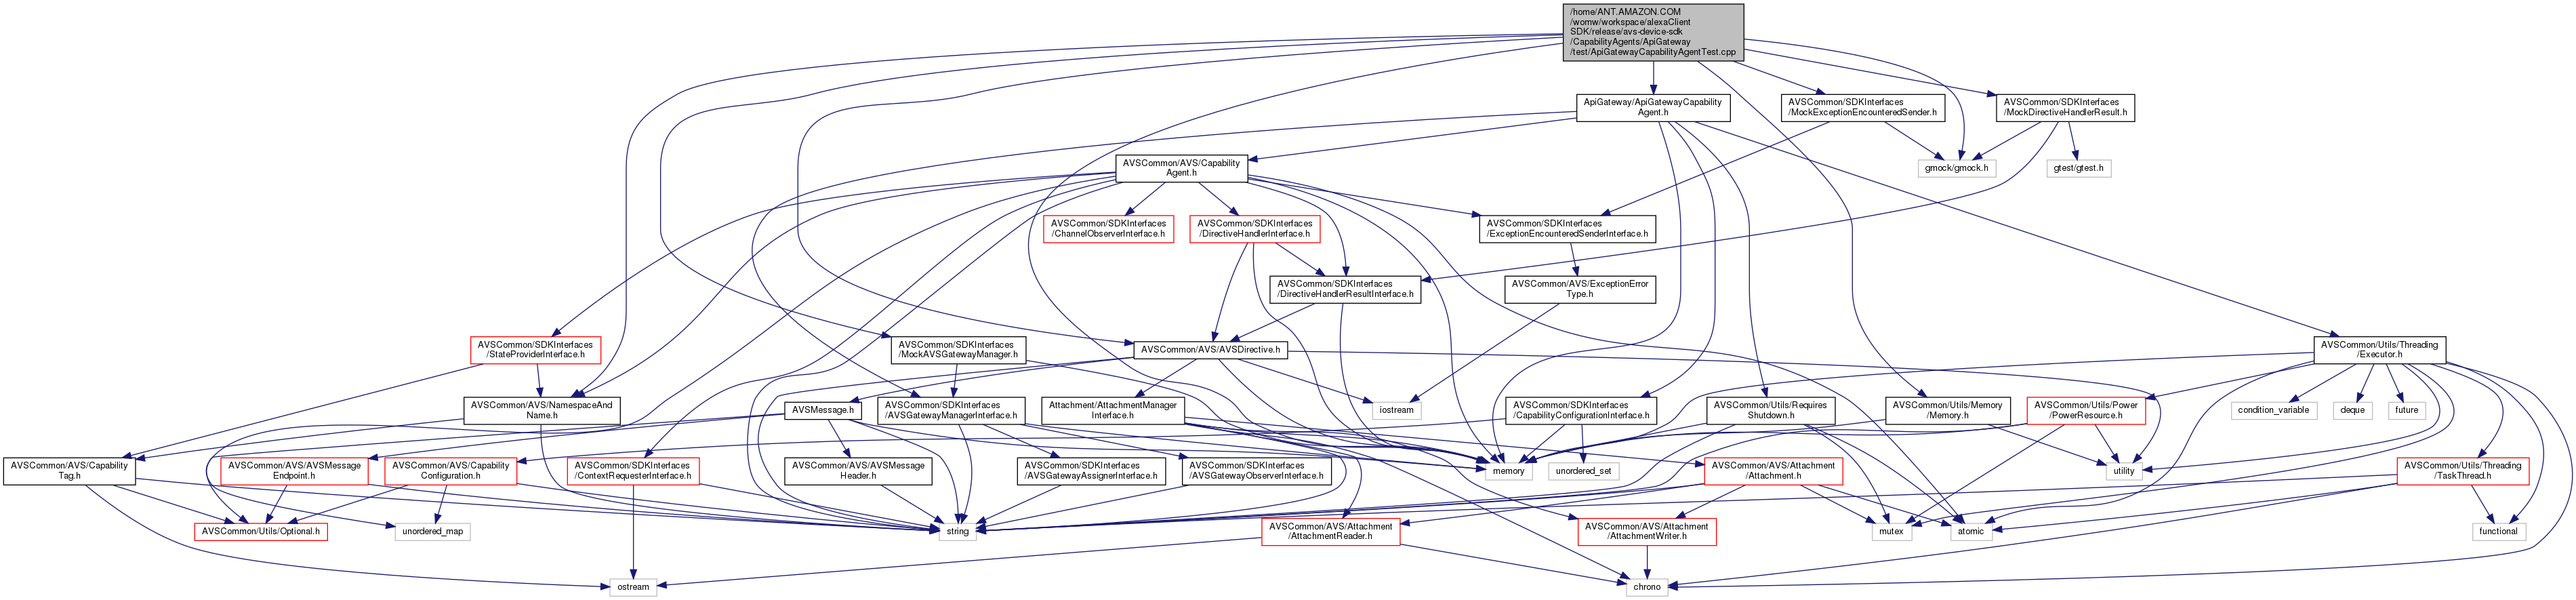 /home/ANT.AMAZON.COM
/womw/workspace/alexaClient
SDK/release/avs-device-sdk
/CapabilityAgents/ApiGateway
/test/ApiGatewayCapabilityAgentTest.cpp
ApiGateway/ApiGatewayCapability
Agent.h
AVSCommon/SDKInterfaces
/MockExceptionEncounteredSender.h
AVSCommon/SDKInterfaces
/MockDirectiveHandlerResult.h
AVSCommon/AVS/Capability
Agent.h
gmock/gmock.h
gtest/gtest.h
AVSCommon/SDKInterfaces
/ChannelObserverInterface.h
AVSCommon/SDKInterfaces
/DirectiveHandlerInterface.h
AVSCommon/SDKInterfaces
/ExceptionEncounteredSenderInterface.h
AVSCommon/SDKInterfaces
/DirectiveHandlerResultInterface.h
AVSCommon/AVS/ExceptionError
Type.h
AVSCommon/SDKInterfaces
/StateProviderInterface.h
AVSCommon/SDKInterfaces
/MockAVSGatewayManager.h
AVSCommon/AVS/AVSDirective.h
AVSCommon/Utils/Threading
/Executor.h
AVSCommon/AVS/NamespaceAnd
Name.h
AVSMessage.h
AVSCommon/SDKInterfaces
/AVSGatewayManagerInterface.h
Attachment/AttachmentManager
Interface.h
iostream
AVSCommon/SDKInterfaces
/CapabilityConfigurationInterface.h
AVSCommon/Utils/Requires
Shutdown.h
AVSCommon/Utils/Memory
/Memory.h
AVSCommon/Utils/Power
/PowerResource.h
condition_variable
deque
future
AVSCommon/AVS/Capability
Tag.h
AVSCommon/AVS/AVSMessage
Endpoint.h
AVSCommon/AVS/Capability
Configuration.h
AVSCommon/SDKInterfaces
/ContextRequesterInterface.h
AVSCommon/AVS/AVSMessage
Header.h
AVSCommon/SDKInterfaces
/AVSGatewayAssignerInterface.h
AVSCommon/SDKInterfaces
/AVSGatewayObserverInterface.h
memory
unordered_set
AVSCommon/AVS/Attachment
/Attachment.h
utility
AVSCommon/Utils/Threading
/TaskThread.h
AVSCommon/Utils/Optional.h
unordered_map
string
AVSCommon/AVS/Attachment
/AttachmentReader.h
AVSCommon/AVS/Attachment
/AttachmentWriter.h
mutex
atomic
functional
ostream
chrono